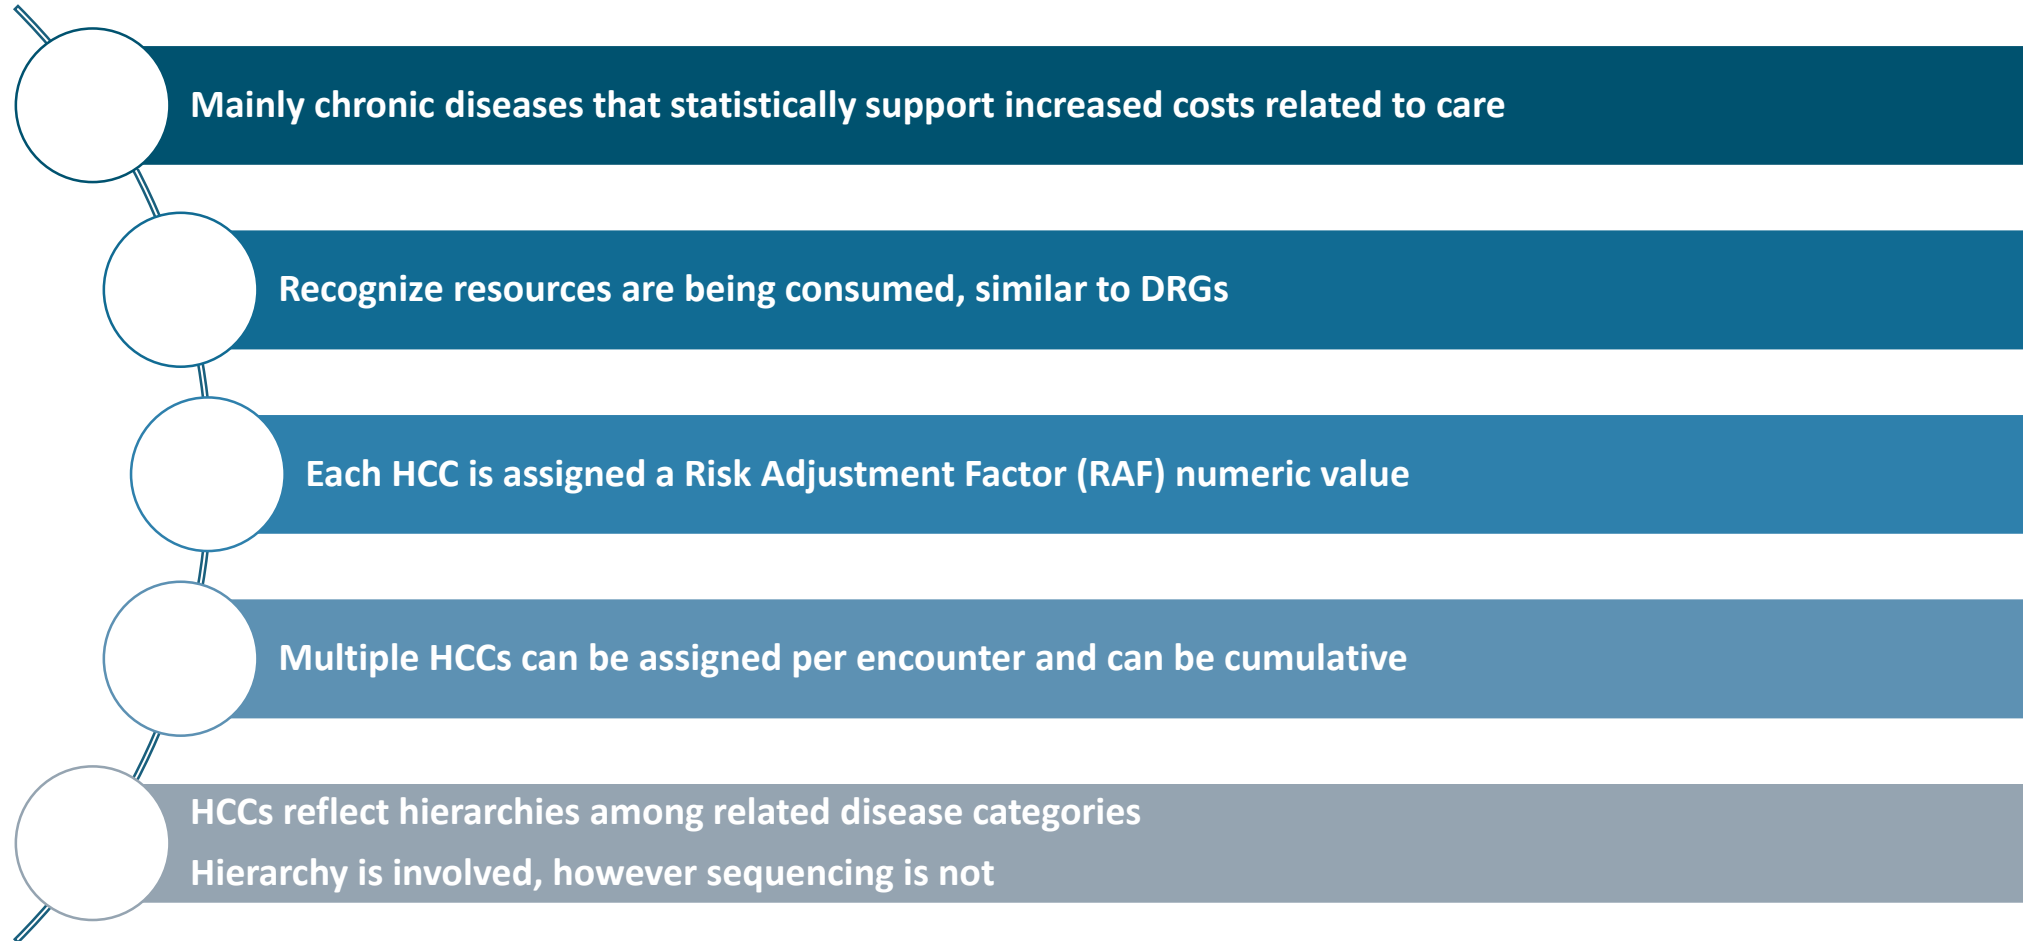 Mainly chronic diseases that statistically support increased costs related to care
Recognize resources are being consumed, similar to DRGs
Each HCC is assigned a Risk Adjustment Factor (RAF) numeric value
Multiple HCCs can be assigned per encounter and can be cumulative
HCCs reflect hierarchies among related disease categories
Hierarchy is involved, however sequencing is not